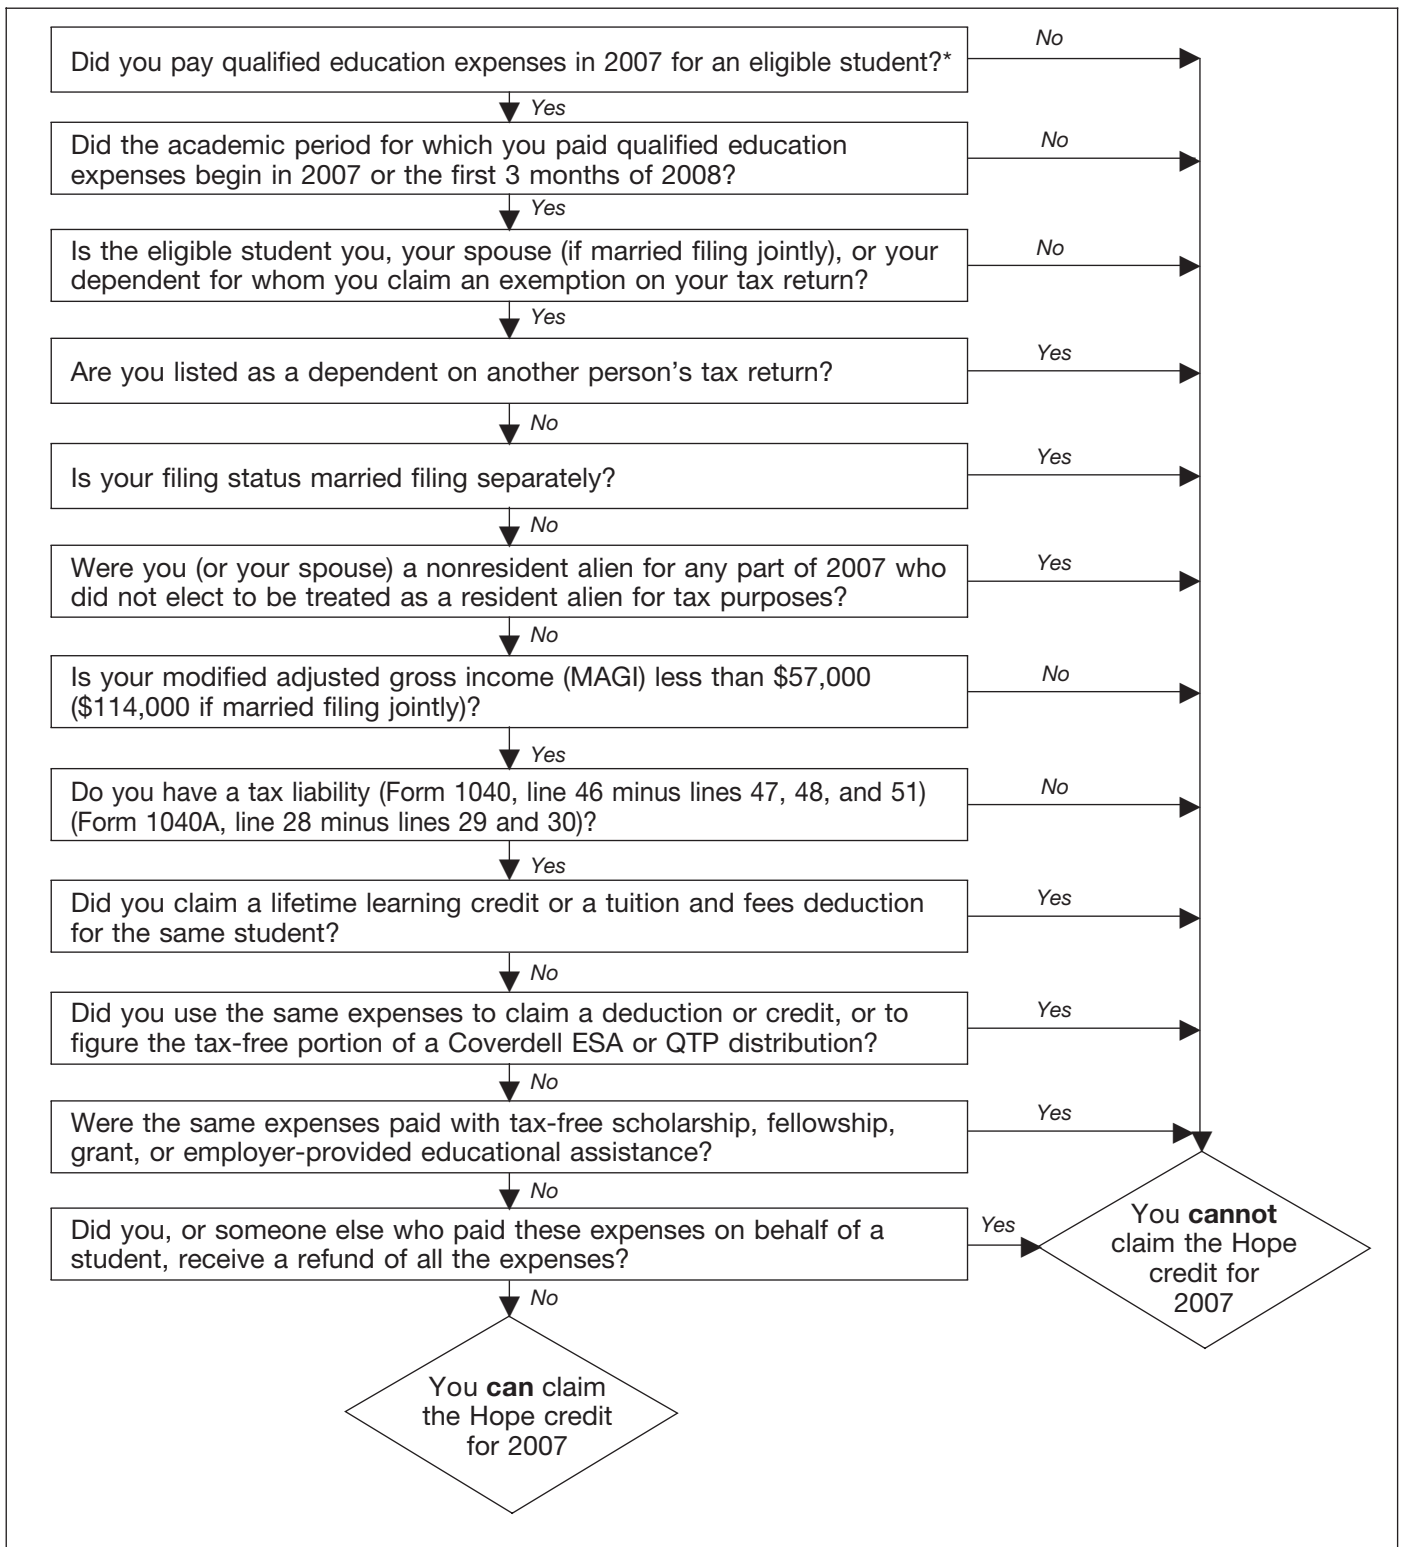 Did you pay qualified education expenses in 2007 for an eligible student?*
No
Yes
Did the academic period for which you paid qualified education
expenses begin in 2007 or the first 3 months of 2008?
No
Yes
Is the eligible student you, your spouse (if married filing jointly), or your
dependent for whom you claim an exemption on your tax return?
No
Yes
Are you listed as a dependent on another person’s tax return?
Yes
No
Is your filing status married filing separately?
Yes
No
Were you (or your spouse) a nonresident alien for any part of 2007 who
did not elect to be treated as a resident alien for tax purposes?
Yes
No
Is your modified adjusted gross income (MAGI) less than $57,000
($114,000 if married filing jointly)?
No
Yes
Do you have a tax liability (Form 1040, line 46 minus lines 47, 48, and 51)
(Form 1040A, line 28 minus lines 29 and 30)?
No
Yes
Did you claim a lifetime learning credit or a tuition and fees deduction
for the same student?
Yes
No
Did you use the same expenses to claim a deduction or credit, or to
figure the tax-free portion of a Coverdell ESA or QTP distribution?
Yes
No
Were the same expenses paid with tax-free scholarship, fellowship,
grant, or employer-provided educational assistance?
Yes
No
Did you, or someone else who paid these expenses on behalf of a
student, receive a refund of all the expenses?
Yes
No
You cannot
claim the Hope
credit for
2007
You can claim
the Hope credit
for 2007